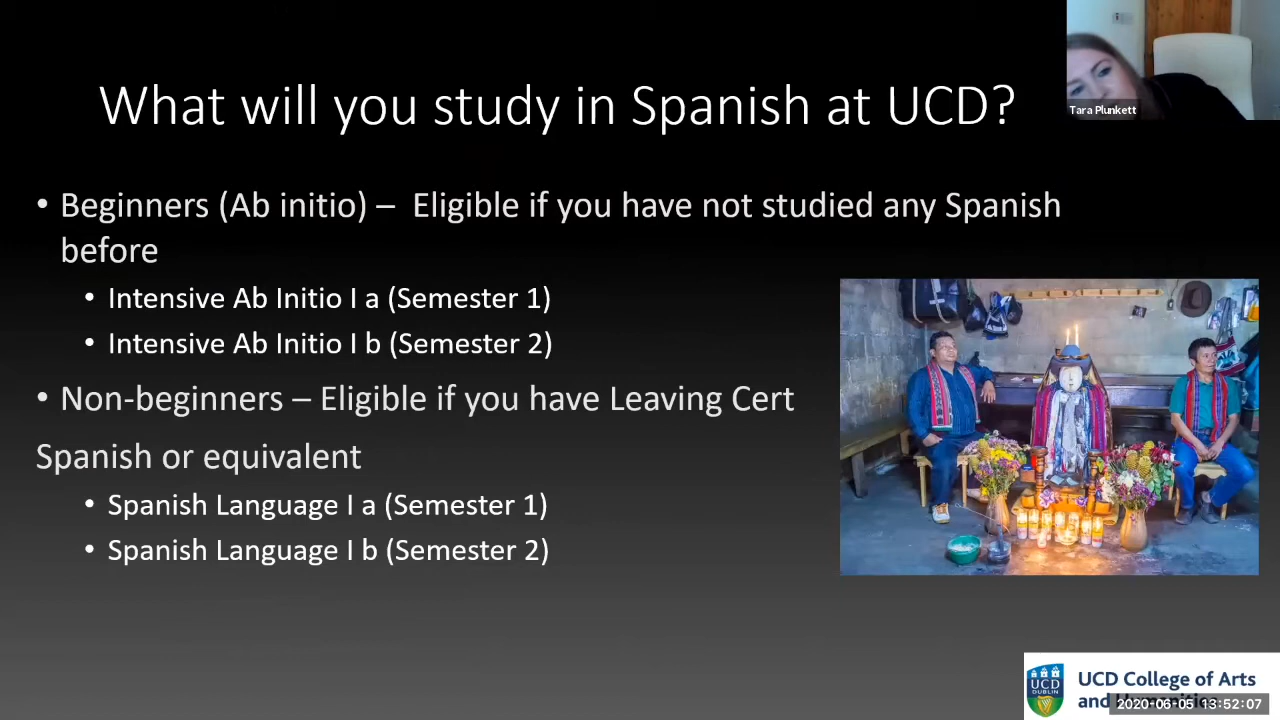 What will you study in Spanish at UCD?
Tara Plunkett
• Beginners (Ab initio) – Eligible if you have not studied any Spanish
before
• Intensive Ab Initio I a (Semester 1)
• Intensive Ab Initio I b (Semester 2)
• Non-beginners – Eligible if you have Leaving Cert
Spanish or equivalent
• Spanish Language I a (Semester 1)
• Spanish Language I b (Semester 2)
UCD
DUBLIN
UCD College of Arts
and
2020-06-05 13:52:07